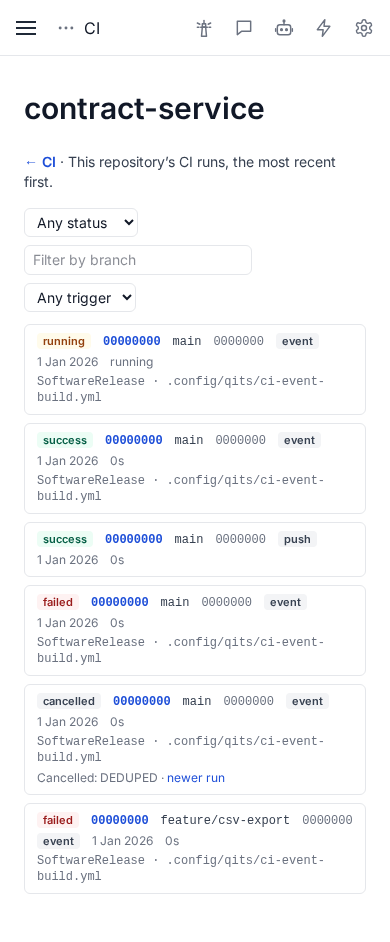 CI
contract-service
← CI · This repository’s CI runs, the most recent
first.
Any status
Filter by branch
Any trigger
running 00000000 main 0000000 event
1 Jan 2026 running
SoftwareRelease · .config/qits/ci-event-
build.yml
success 00000000 main 0000000 event
1 Jan 2026 0s
SoftwareRelease · .config/qits/ci-event-
build.yml
success 00000000 main 0000000 push
1 Jan 2026 0s
failed 00000000 main 0000000 event
1 Jan 2026 0s
SoftwareRelease · .config/qits/ci-event-
build.yml
cancelled 00000000 main 0000000 event
1 Jan 2026 0s
SoftwareRelease · .config/qits/ci-event-
build.yml
Cancelled: DEDUPED · newer run
failed 00000000 feature/csv-export 0000000
event 1 Jan 2026 0s
SoftwareRelease · .config/qits/ci-event-
build.yml